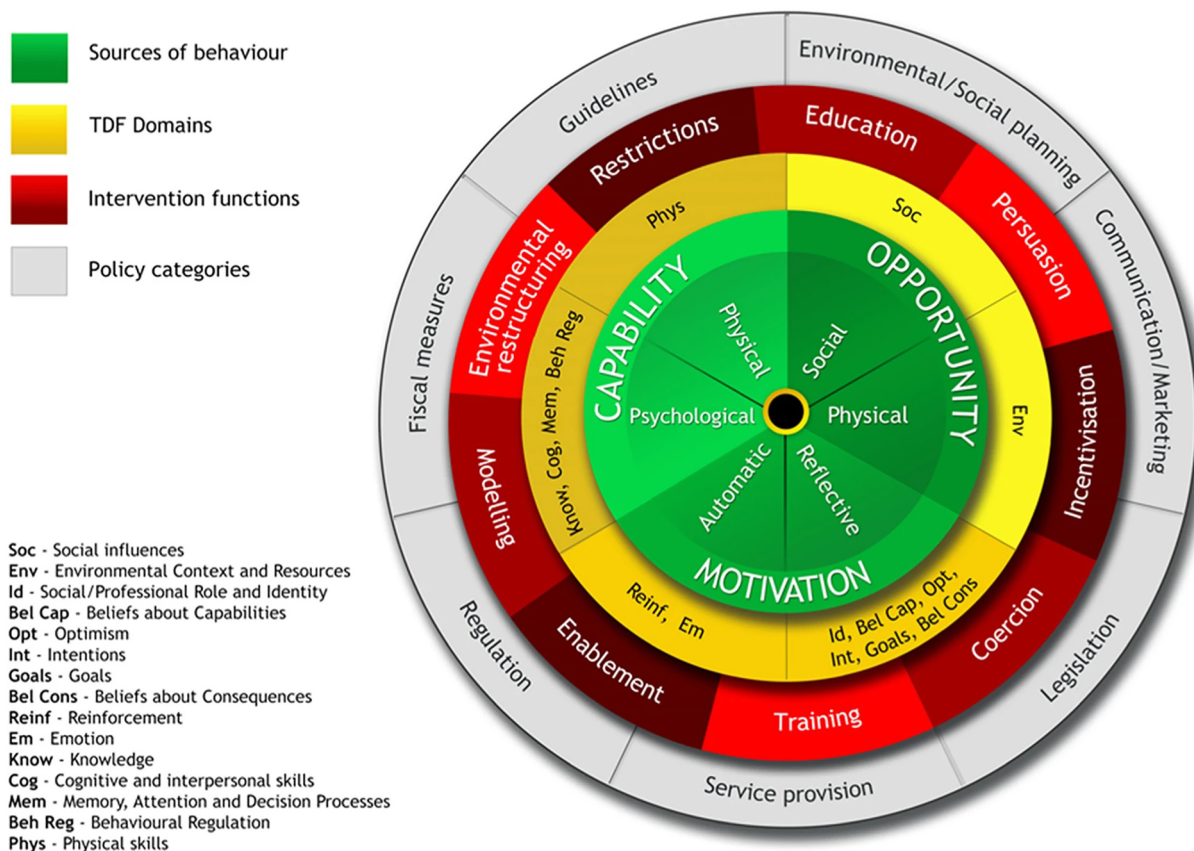 Sources of behaviour
TDF Domains
Intervention functions
Policy categories
Guidelines
Environmental/Social planning
Communication/Marketing
Legislation
Service provision
Regulation
Fiscal measures
Restrictions
Education
Persuasion
Incentivisation
Coercion
Training
Enablement
Modelling
Environmental
restructuring
Phys
Soc
Env
Id, Bel Cap, Opt,
Int, Goals, Bel Cons
Reinf, Em
Know, Cog, Mem, Beh Reg
CAPABILITY
OPPORTUNITY
MOTIVATION
Physical
Social
Psychological
Physical
Automatic
Reflective
Soc - Social influences
Env - Environmental Context and Resources
Id - Social/Professional Role and Identity
Bel Cap - Beliefs about Capabilities
Opt - Optimism
Int - Intentions
Goals - Goals
Bel Cons - Beliefs about Consequences
Reinf - Reinforcement
Em - Emotion
Know - Knowledge
Cog - Cognitive and interpersonal skills
Mem - Memory, Attention and Decision Processes
Beh Reg - Behavioural Regulation
Phys - Physical skills